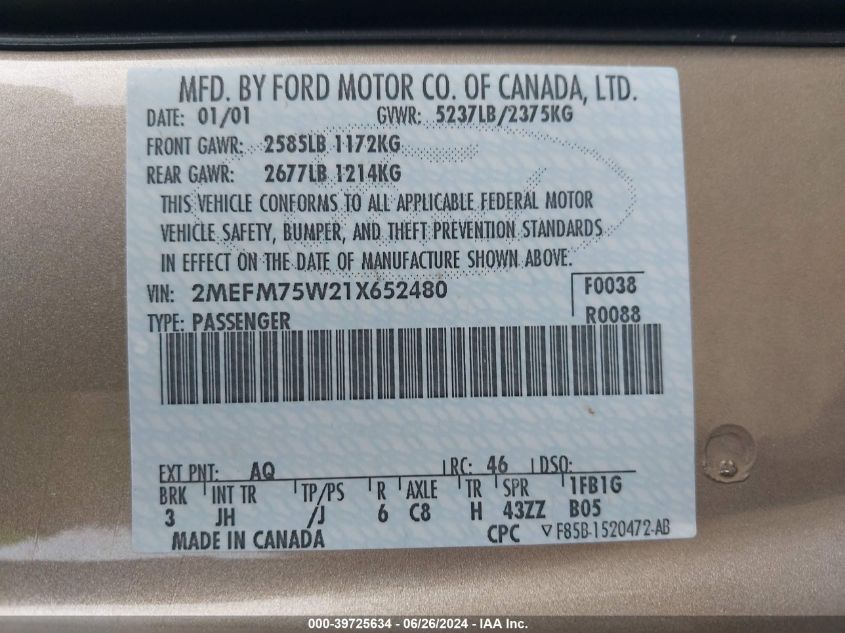 MFD. BY FORD MOTOR CO. OF CANADA, LTD.
DATE: 01/01 GVWR: 5237LB/2375KG
FRONT GAWR: 2585LB 1172KG
REAR GAWR: 2677LB 1214KG
THIS VEHICLE CONFORMS TO ALL APPLICABLE FEDERAL MOTOR
VEHICLE SAFETY, BUMPER, AND THEFT PREVENTION STANDARDS
IN EFFECT ON THE DATE OF MANUFACTURE SHOWN ABOVE.
VIN: 2MEFM75W21X652480 F0038
TYPE: PASSENGER R0088
EXT PNT: AQ RC: 46 DSO:
BRK INT TR TP/PS R AXLE TR SPR 1FB1G
3 JH /J 6 C8 H 43ZZ B05
MADE IN CANADA CPC ▽F85B-1520472-AB
000-39725634 - 06/26/2024 - IAA Inc.